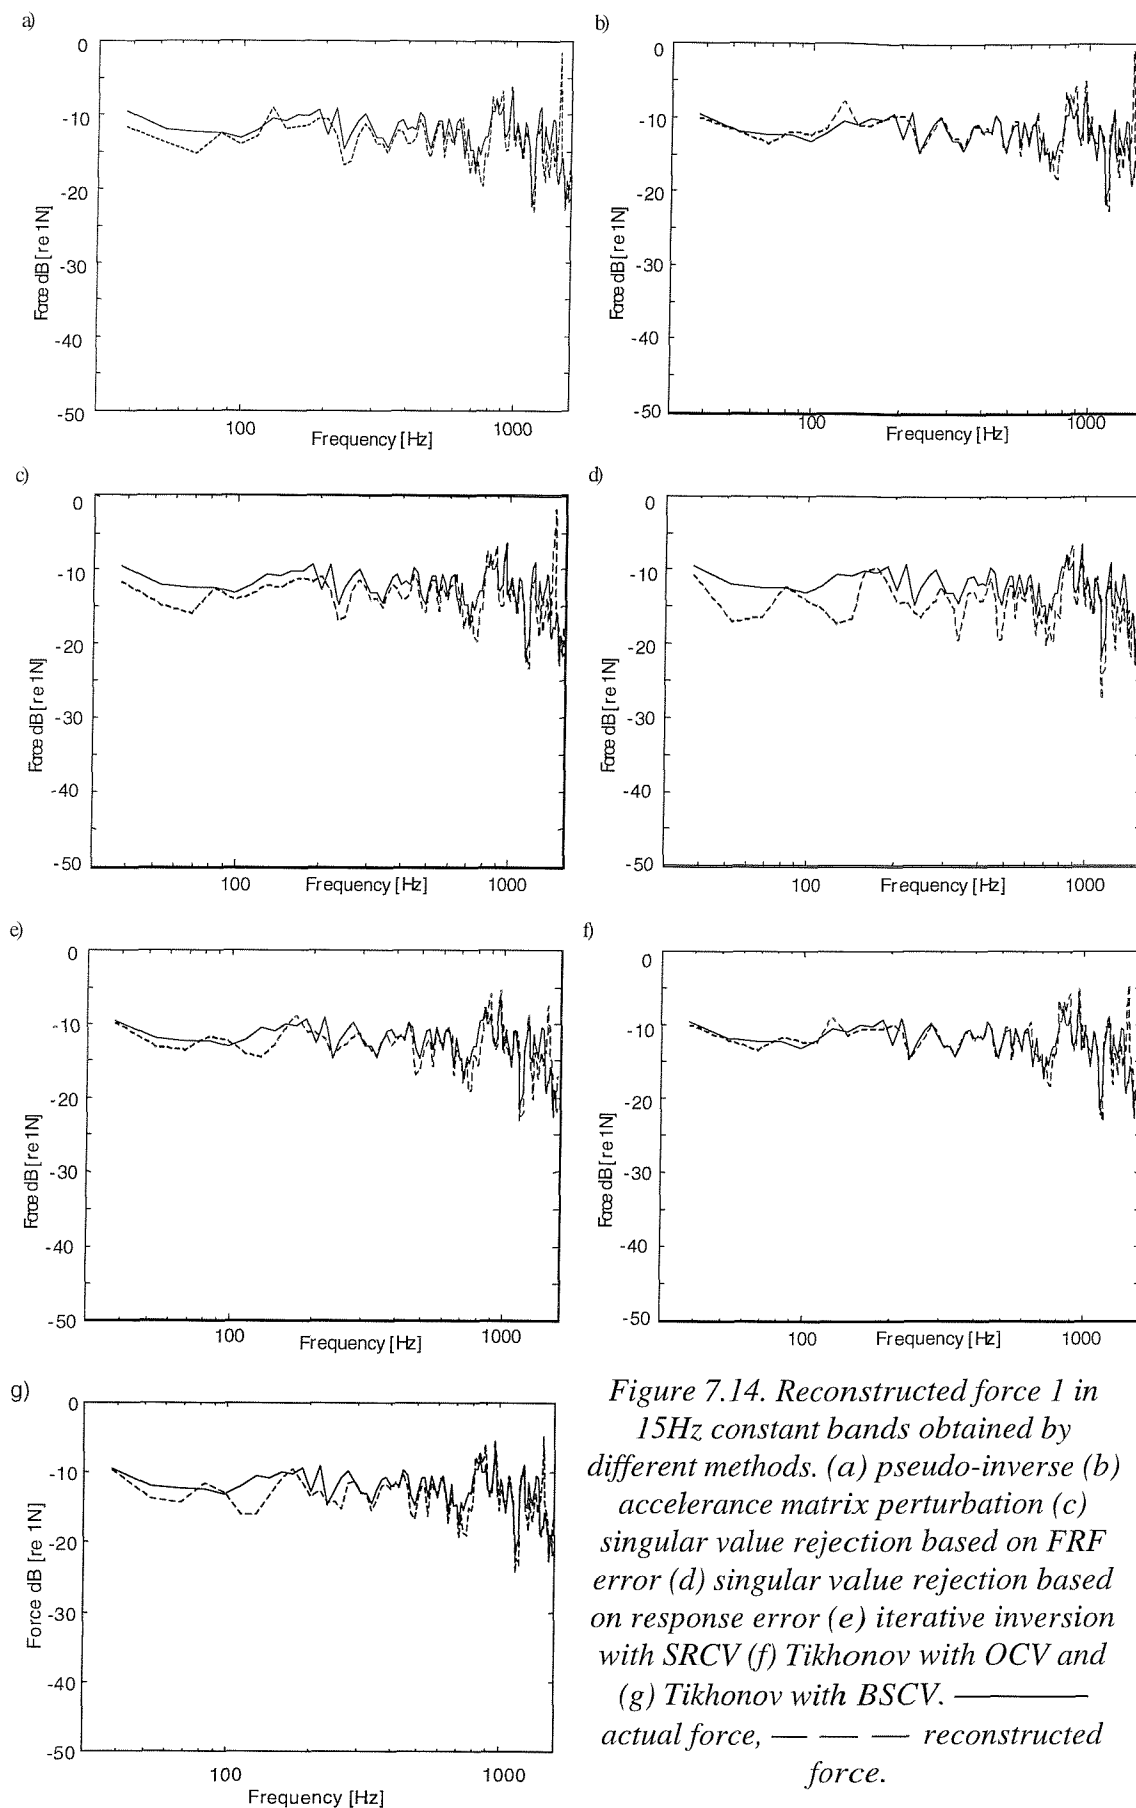 a)
0
-10
-20
-30
-40
-50
Force dB [re 1N]
100
1000
Frequency [Hz]
b)
0
-10
-20
-30
-40
-50
Force dB [re 1N]
100
1000
Frequency [Hz]
c)
0
-10
-20
-30
-40
-50
Force dB [re 1N]
100
1000
Frequency [Hz]
d)
0
-10
-20
-30
-40
-50
Force dB [re 1N]
100
1000
Frequency [Hz]
e)
0
-10
-20
-30
-40
-50
Force dB [re 1N]
100
1000
Frequency [Hz]
f)
0
-10
-20
-30
-40
-50
Force dB [re 1N]
100
1000
Frequency [Hz]
g)
0
-10
-20
-30
-40
-50
Force dB [re 1N]
100
1000
Frequency [Hz]
Figure 7.14. Reconstructed force 1 in
15Hz constant bands obtained by
different methods. (a) pseudo-inverse (b)
accelerance matrix perturbation (c)
singular value rejection based on FRF
error (d) singular value rejection based
on response error (e) iterative inversion
with SRCV (f) Tikhonov with OCV and
(g) Tikhonov with BSCV. ———
actual force, — — — reconstructed
force.